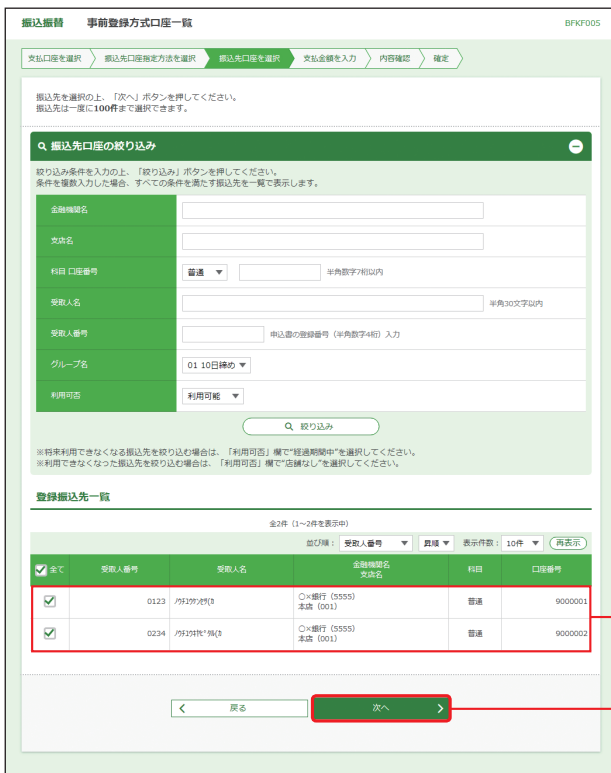 振込振替 事前登録方式口座一覧 BFKF005
支払口座を選択 振込先口座指定方法を選択 振込先口座を選択 支払金額を入力 内容確認 確定
振込先を選択の上、「次へ」ボタンを押してください。
振込先は一度に100件まで選択できます。
振込先口座の絞り込み
絞り込み条件を入力の上、「絞り込み」ボタンを押してください。
条件を複数入力した場合、すべての条件を満たす振込先を一覧で表示します。
金融機関名
支店名
科目 口座番号 普通 ▼ 半角数字7桁以内
受取人名 半角30文字以内
受取人番号 申込書の登録番号（半角数字4桁）入力
グループ名 01 10日締め ▼
利用可否 利用可能 ▼
絞り込み
※将来利用できなくなる振込先を絞り込む場合は、「利用可否」欄で“経過期間中”を選択してください。
※利用できなくなった振込先を絞り込む場合は、「利用可否」欄で“店舗なし”を選択してください。
登録振込先一覧
全2件（1～2件を表示中）
並び順： 受取人番号 ▼ 昇順 ▼ 表示件数： 10件 ▼ 再表示
全て 受取人番号 受取人名 金融機関名 科目 口座番号
支店名
0123 ○×銀行（5555） 普通 9000001
本店（001）
0234 ○×銀行（5555） 普通 9000002
本店（001）
戻る 次へ